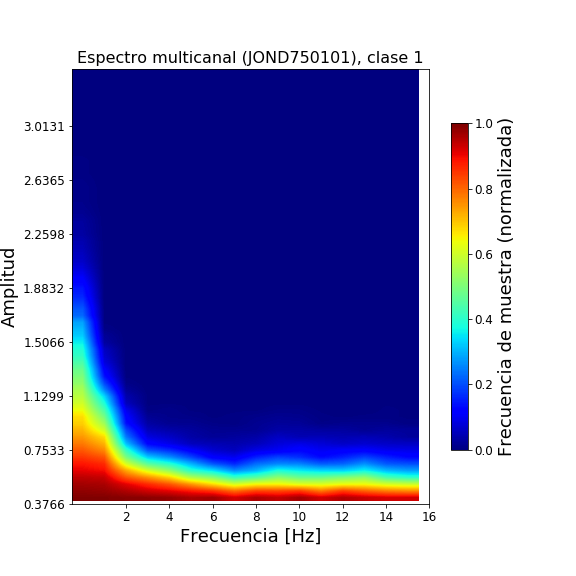 Espectro multicanal (JOND750101), clase 1
Amplitud
3.0131
2.6365
2.2598
1.8832
1.5066
1.1299
0.7533
0.3766
2 4 6 8 10 12 14 16
Frecuencia [Hz]
1.0
0.8
0.6
0.4
0.2
0.0
Frecuencia de muestra (normalizada)